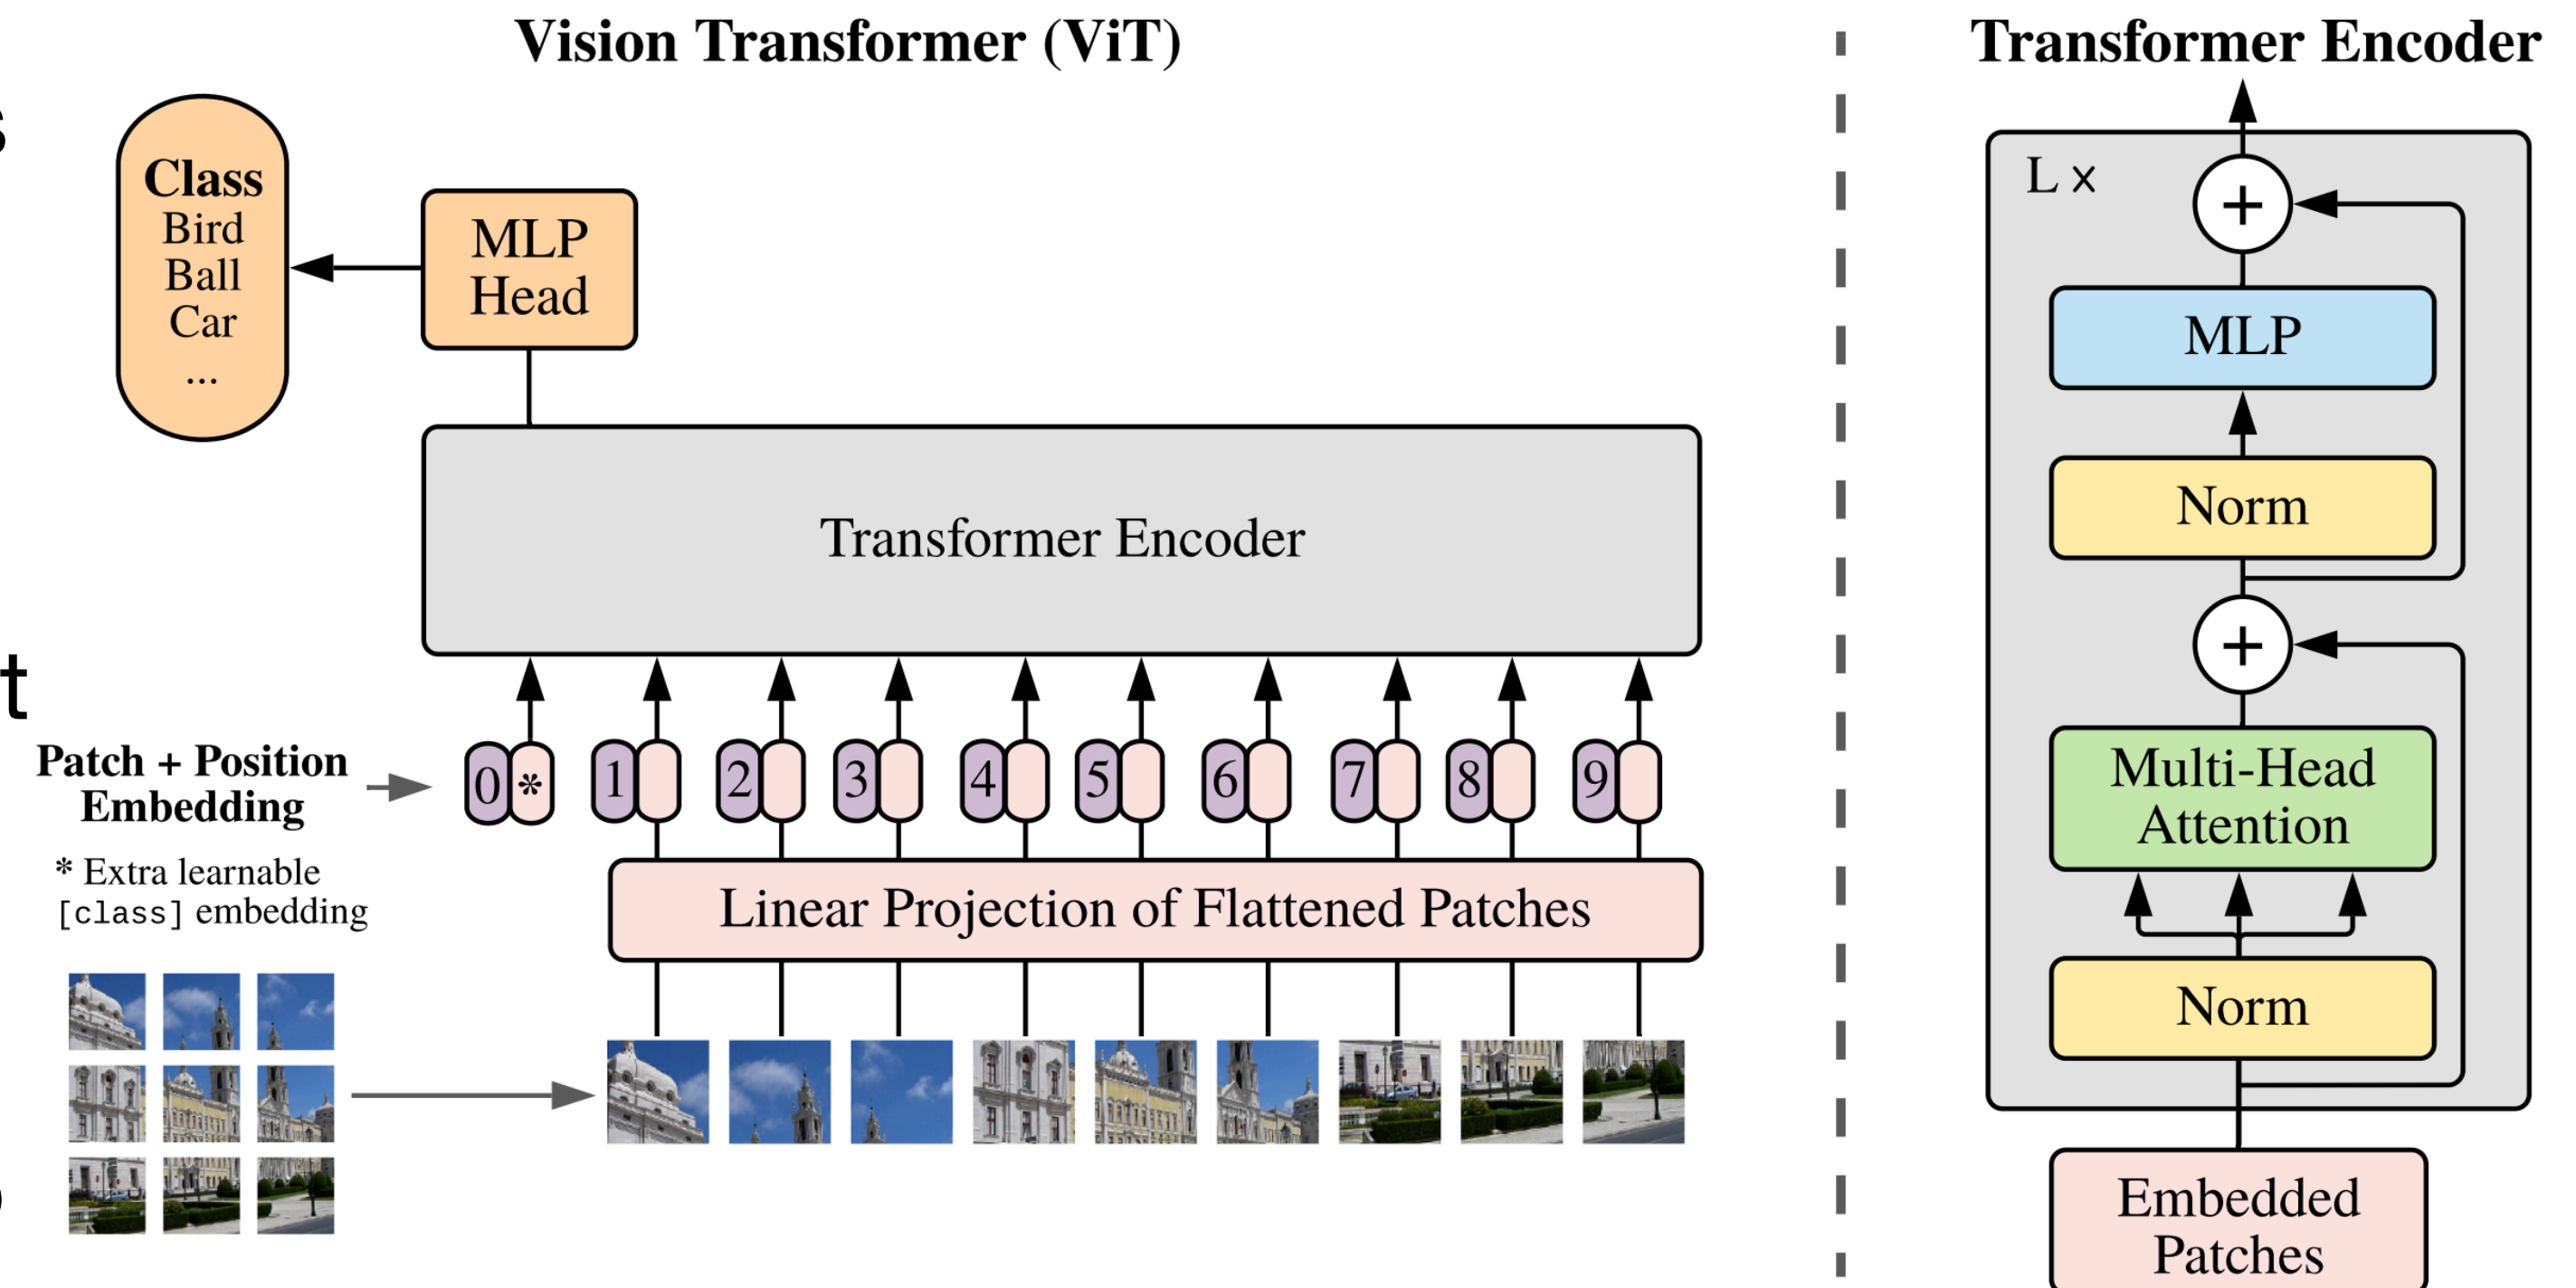 Vision Transformer (ViT)
Class
Bird
Ball
Car
...
MLP
Head
Transformer Encoder
Patch + Position
Embedding
* Extra learnable
[class] embedding
0 * 1 2 3 4 5 6 7 8 9
Linear Projection of Flattened Patches
Transformer Encoder
L ×
+
MLP
Norm
+
Multi-Head
Attention
Norm
Embedded
Patches
s
t